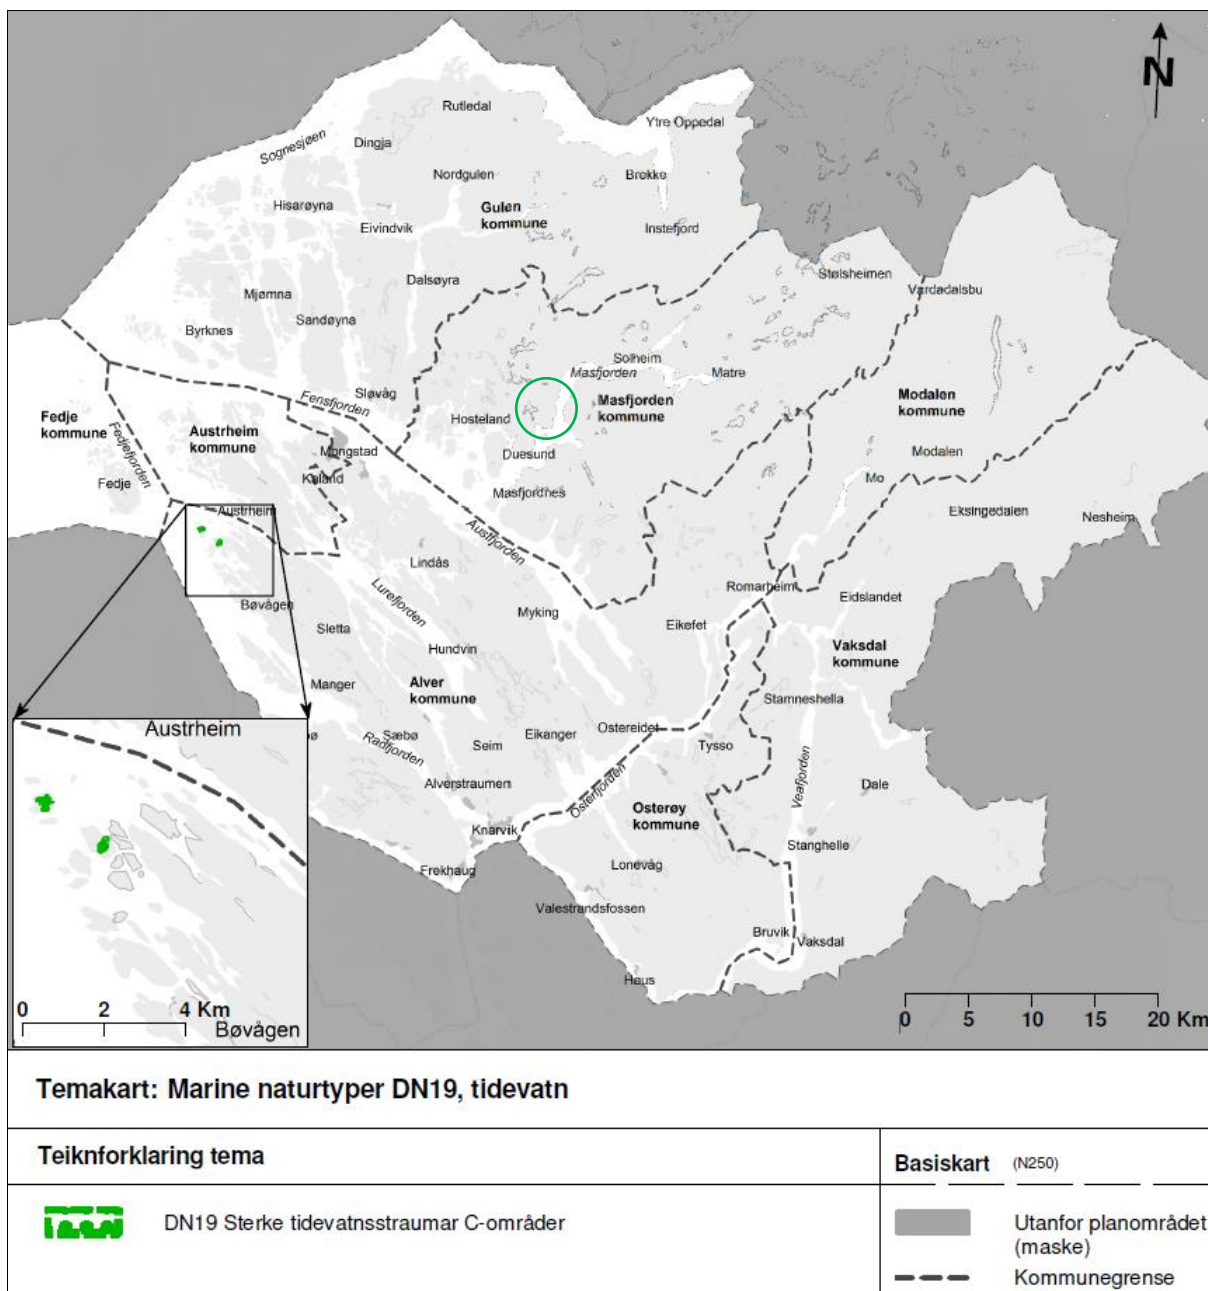 N
Rutledal
Ytre Oppedal
Sognesjøen
Dingja
Nordgulen
Brekke
Hisarøyna
Gulen
kommune
Eivindvik
Instefjord
Dalsøyra
Stølsheimen
Vardadalsbu
Mjømna
Sandøyna
Byrknes
Solheim
Masfjorden
Matre
Sløvåg
Fensfjorden
Masfjorden
kommune
Modalen
kommune
Hosteland
Fedje
kommune
Austrheim
kommune
Fedjefjorden
Mongstad
Duesund
Modalen
Kaland
Mo
Fedje
Masfjordnes
Austrheim
Eksingedalen
Nesheim
Austfjorden
Lindås
Lurefjorden
Romarheim
Eidslandet
Bøvågen
Myking
Eikefet
Sletta
Hundvin
Vaksdal
kommune
Manger
Alver
kommune
Stamneshella
Ostereidet
Sæbø
Radfjorden
Seim
Eikanger
Tysso
Veafjorden
Alverstraumen
Osterfjorden
Dale
Osterøy
kommune
Knarvik
Stanghelle
Frekhaug
Lonevåg
Valestrandsfossen
Bruvik
Vaksdal
Haus
Austrheim
0 2 4 Km
Bøvågen
0 5 10 15 20 Km
Temakart: Marine naturtyper DN19, tidevatn
Teiknforklaring tema
DN19 Sterke tidevatnsstraumar C-områder
Basiskart (N250)
Utanfor planområdet
(maske)
Kommunegrense